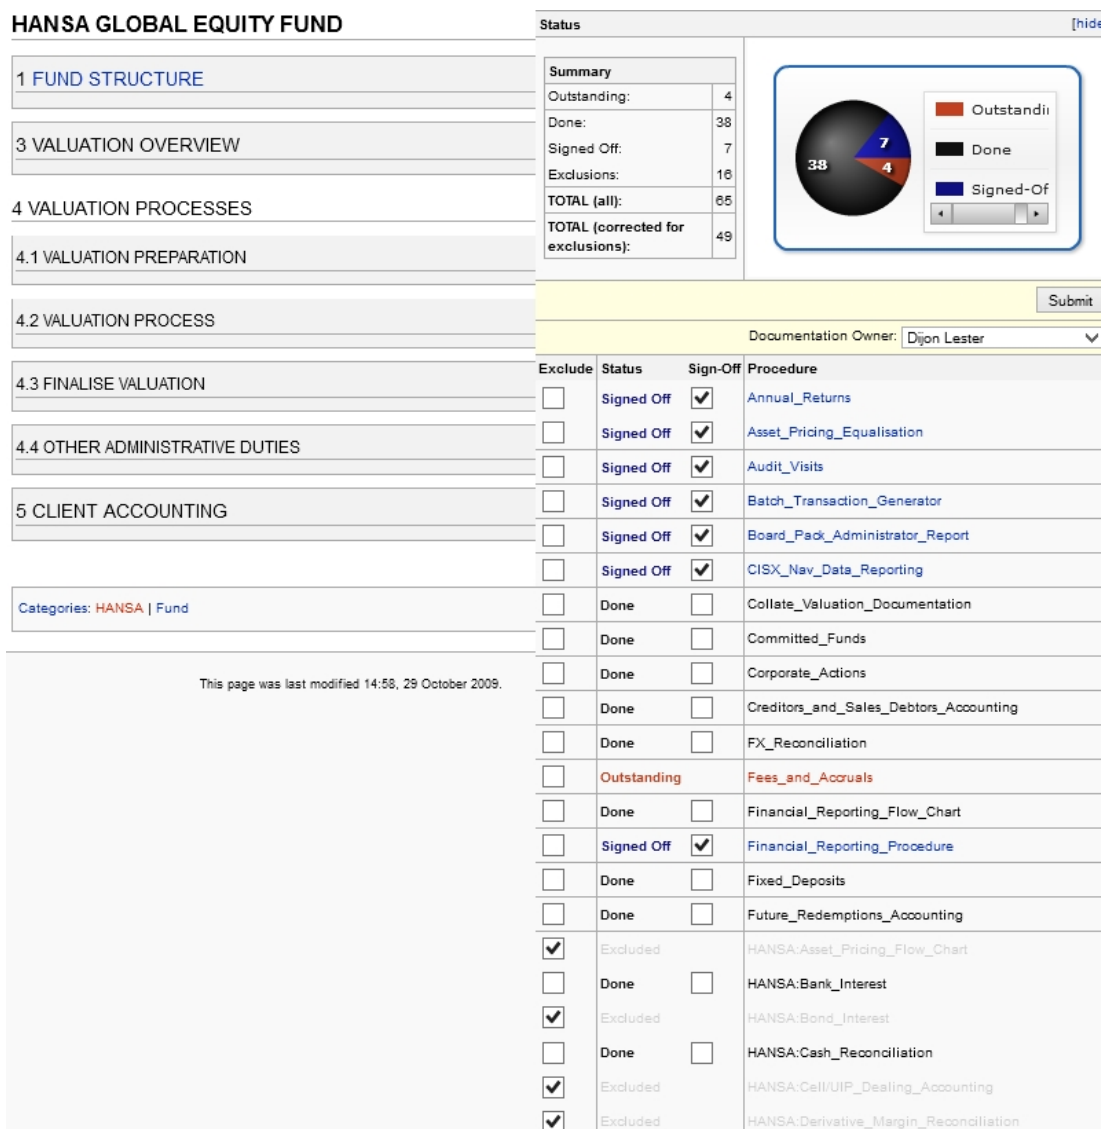 HANSA GLOBAL EQUITY FUND
1 FUND STRUCTURE
3 VALUATION OVERVIEW
4 VALUATION PROCESSES
4.1 VALUATION PREPARATION
4.2 VALUATION PROCESS
4.3 FINALISE VALUATION
4.4 OTHER ADMINISTRATIVE DUTIES
5 CLIENT ACCOUNTING
Categories: HANSA | Fund
This page was last modified 14:58, 29 October 2009.
Status [hide
Summary
Outstanding: 4
Done: 38
Signed Off: 7
Exclusions: 16
TOTAL (all): 65
TOTAL (corrected for
exclusions): 49
38
7
4
Outstandi
Done
Signed-Of
Submit
Documentation Owner: Dijon Lester
Exclude Status Sign-Off Procedure
Signed Off Annual_Returns
Signed Off Asset_Pricing_Equalisation
Signed Off Audit_Visits
Signed Off Batch_Transaction_Generator
Signed Off Board_Pack_Administrator_Report
Signed Off CISX_Nav_Data_Reporting
Done Collate_Valuation_Documentation
Done Committed_Funds
Done Corporate_Actions
Done Creditors_and_Sales_Debtors_Accounting
Done FX_Reconciliation
Outstanding Fees_and_Accruals
Done Financial_Reporting_Flow_Chart
Signed Off Financial_Reporting_Procedure
Done Fixed_Deposits
Done Future_Redemptions_Accounting
Excluded HANSA:Asset_Pricing_Flow_Chart
Done HANSA:Bank_Interest
Excluded HANSA:Bond_Interest
Done HANSA:Cash_Reconciliation
Excluded HANSA:Cell/UIP_Dealing_Accounting
Excluded HANSA:Derivative_Margin_Reconciliation